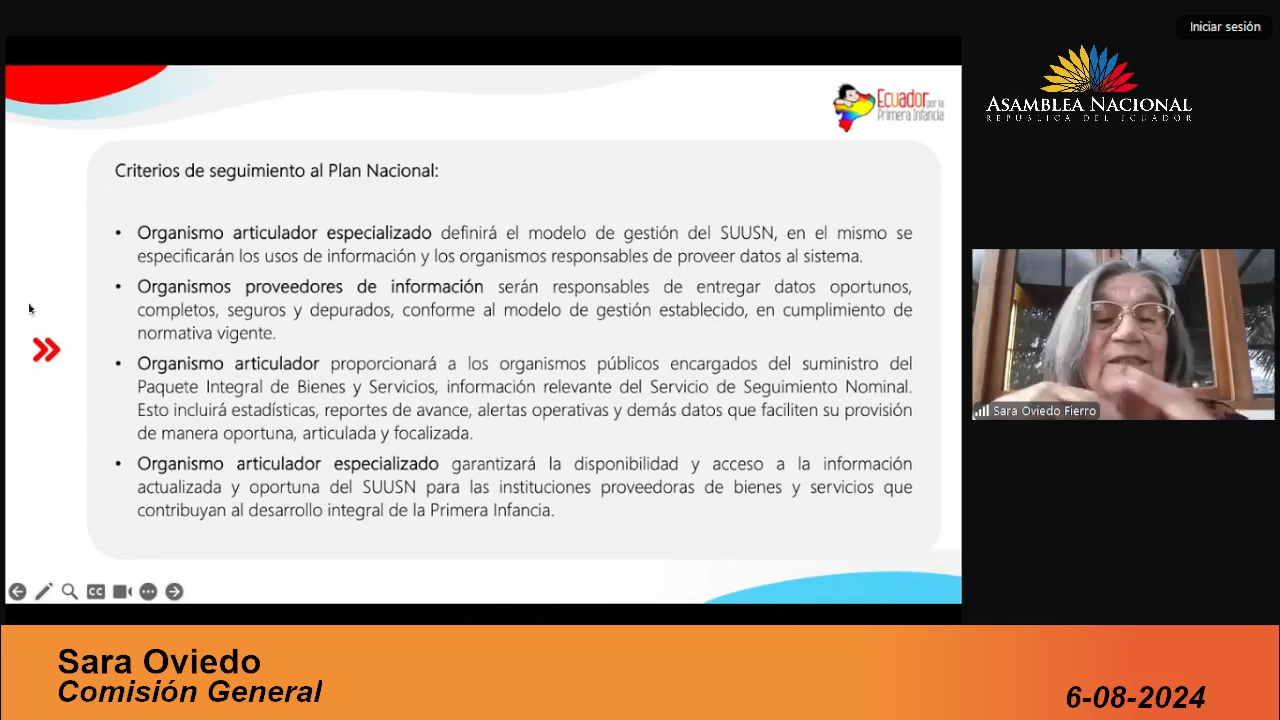 Iniciar sesión
ASAMBLEA NACIONAL
REPÚBLICA DEL ECUADOR
Ecuador por la
Primera Infancia
Criterios de seguimiento al Plan Nacional:
• Organismo articulador especializado definirá el modelo de gestión del SUUSN, en el mismo se
especificarán los usos de información y los organismos responsables de proveer datos al sistema.
• Organismos proveedores de información serán responsables de entregar datos oportunos,
completos, seguros y depurados, conforme al modelo de gestión establecido, en cumplimiento de
normativa vigente.
• Organismo articulador proporcionará a los organismos públicos encargados del suministro del
Paquete Integral de Bienes y Servicios, información relevante del Servicio de Seguimiento Nominal.
Esto incluirá estadísticas, reportes de avance, alertas operativas y demás datos que faciliten su provisión
de manera oportuna, articulada y focalizada.
• Organismo articulador especializado garantizará la disponibilidad y acceso a la información
actualizada y oportuna del SUUSN para las instituciones proveedoras de bienes y servicios que
contribuyan al desarrollo integral de la Primera Infancia.
CC
Sara Oviedo Fierro
Sara Oviedo
Comisión General
6-08-2024